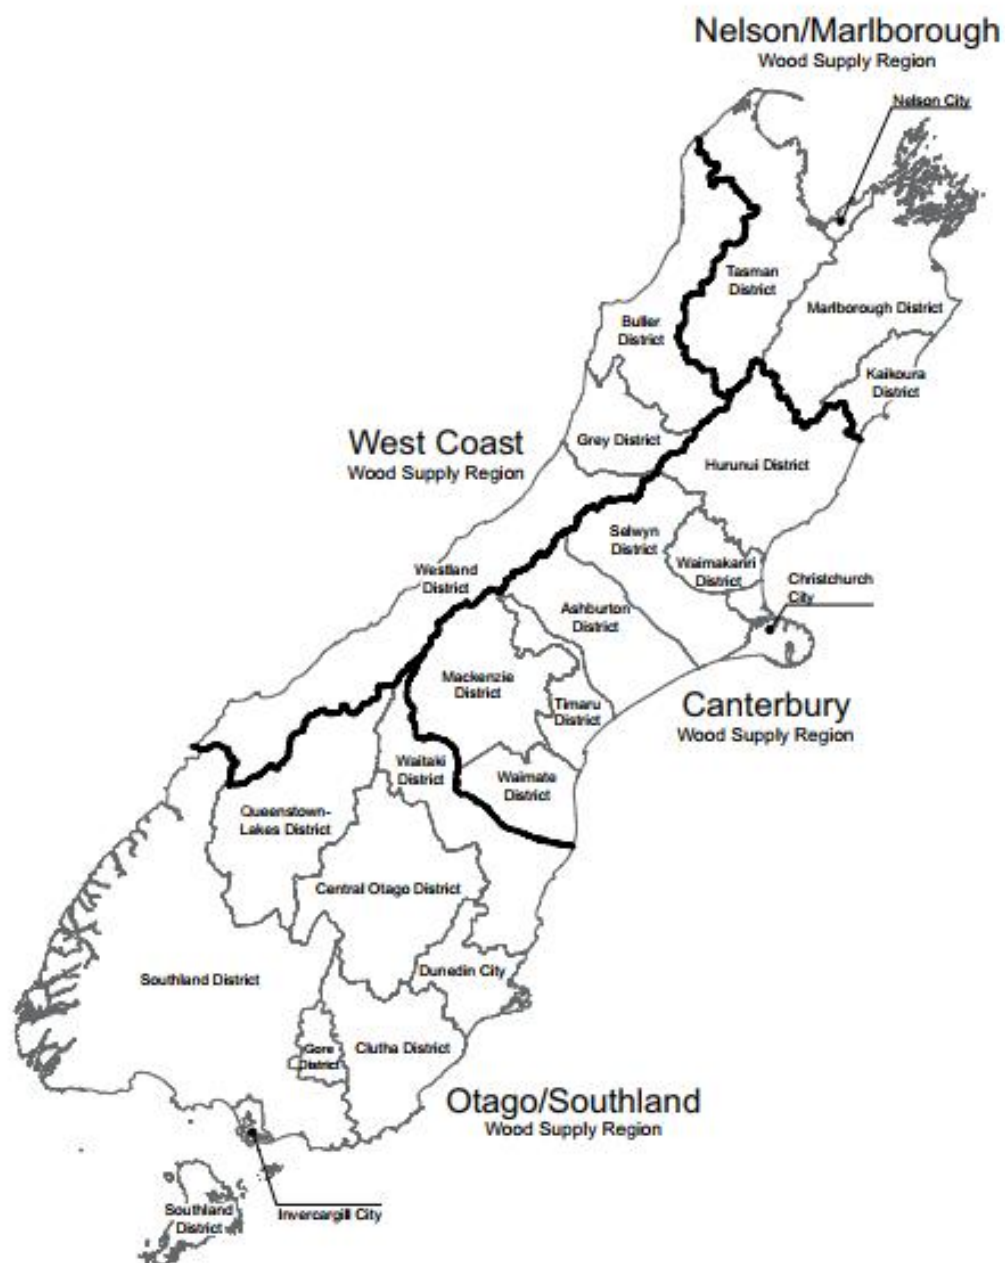 Nelson/Marlborough
Wood Supply Region
Nelson City
Tasman
District
Marlborough District
Buller
District
Kaikoura
District
West Coast
Wood Supply Region
Grey District
Hurunui District
Selwyn
District
Waimakariri
District
Christchurch
City
Westland
District
Ashburton
District
Mackenzie
District
Timaru
District
Canterbury
Wood Supply Region
Waitaki
District
Waimate
District
Queenstown-
Lakes District
Central Otago District
Dunedin City
Southland District
Gore
District
Clutha District
Otago/Southland
Wood Supply Region
Invercargill City
Southland
District